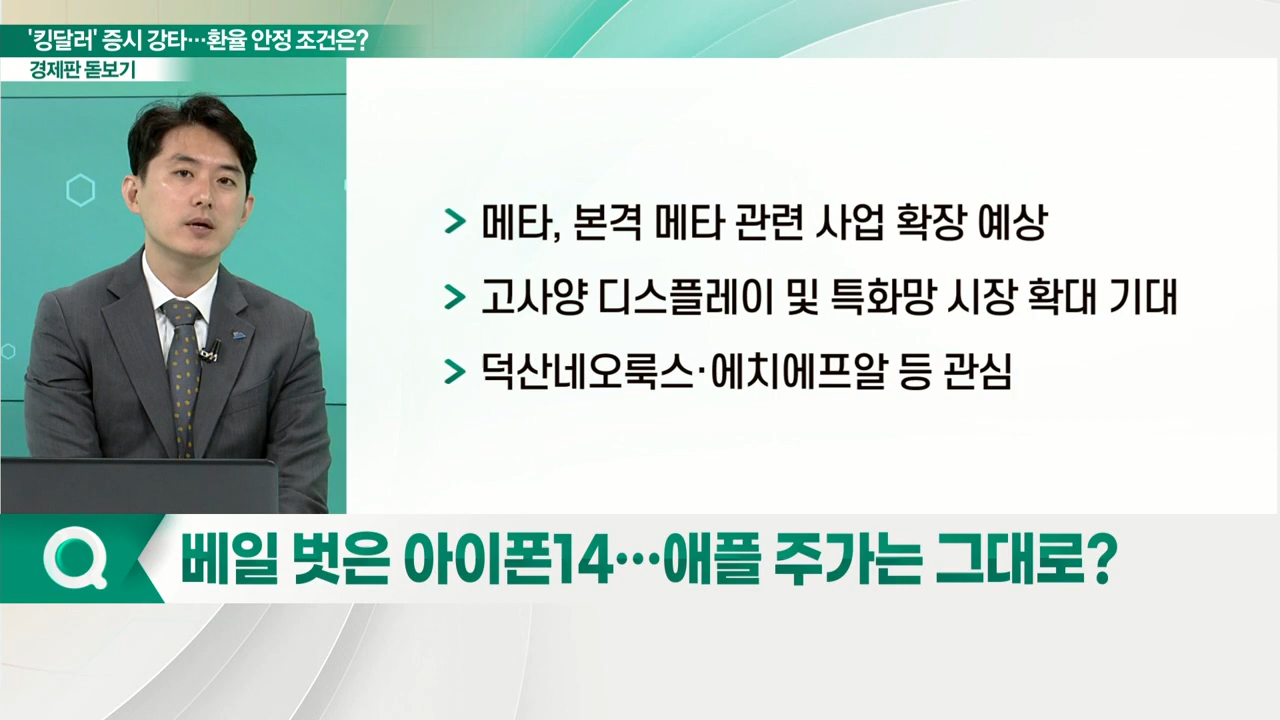 '킹달러' 증시 강타…환율 안정 조건은?
경제판 돋보기
> 메타, 본격 메타 관련 사업 확장 예상
> 고사양 디스플레이 및 특화망 시장 확대 기대
> 덕산네오룩스·에치에프알 등 관심
베일 벗은 아이폰14…애플 주가는 그대로?